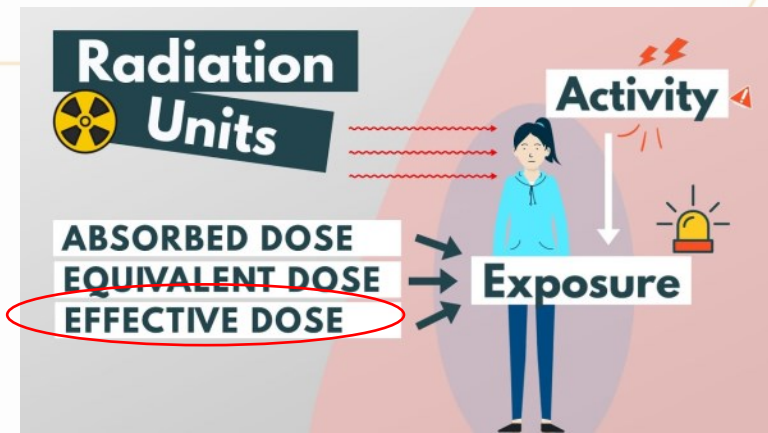 Radiation
Units
Activity
ABSORBED DOSE
EQUIVALENT DOSE
EFFECTIVE DOSE
Exposure